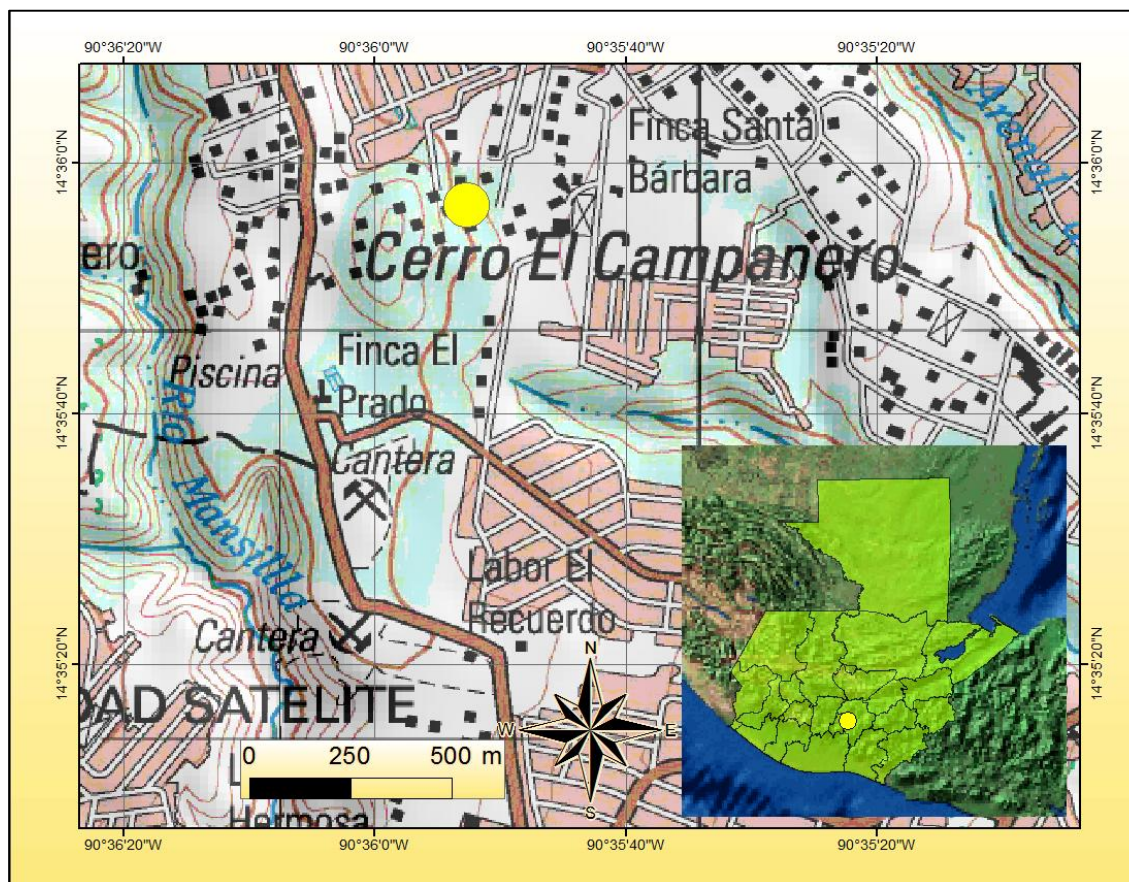 90°36'20"W 90°36'0"W 90°35'40"W 90°35'20"W
14°36'0"N
14°36'0"N
Finca Santa
Bárbara
Arenal
ero
Cerro El Campanero
Piscina
Finca El
Prado
14°35'40"N
14°35'40"N
Río Mansilla
Cantera
Labor El
Recuerdo
Cantera
14°35'20"N
14°35'20"N
DAD SATELITE
N
W E
S
0 250 500 m
L
Hermosa
90°36'20"W 90°36'0"W 90°35'40"W 90°35'20"W